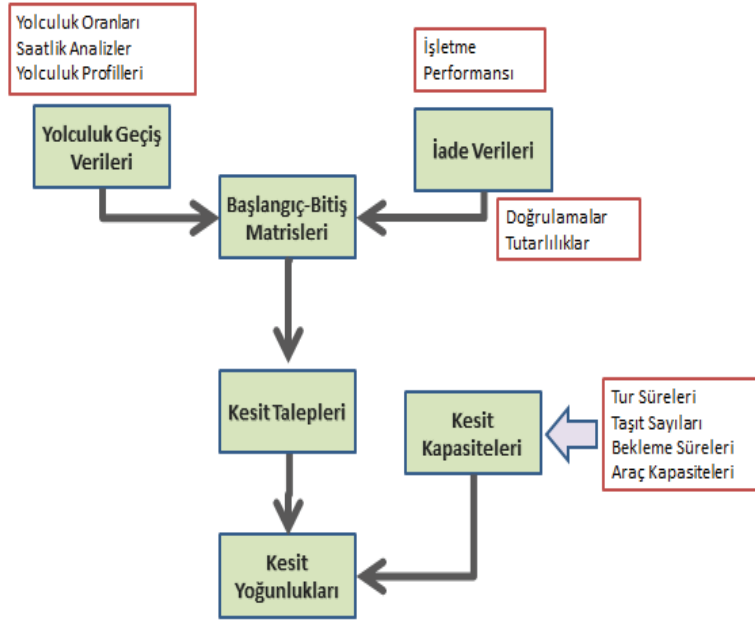 Yolculuk Oranları
Saatlik Analizler
Yolculuk Profilleri
İşletme
Performansı
Yolculuk Geçiş
Verileri
İade Verileri
Başlangıç-Bitiş
Matrisleri
Doğrulamalar
Tutarlılıklar
Kesit Talepleri
Kesit
Kapasiteleri
Tur Süreleri
Taşıt Sayıları
Bekleme Süreleri
Araç Kapasiteleri
Kesit
Yoğunlukları